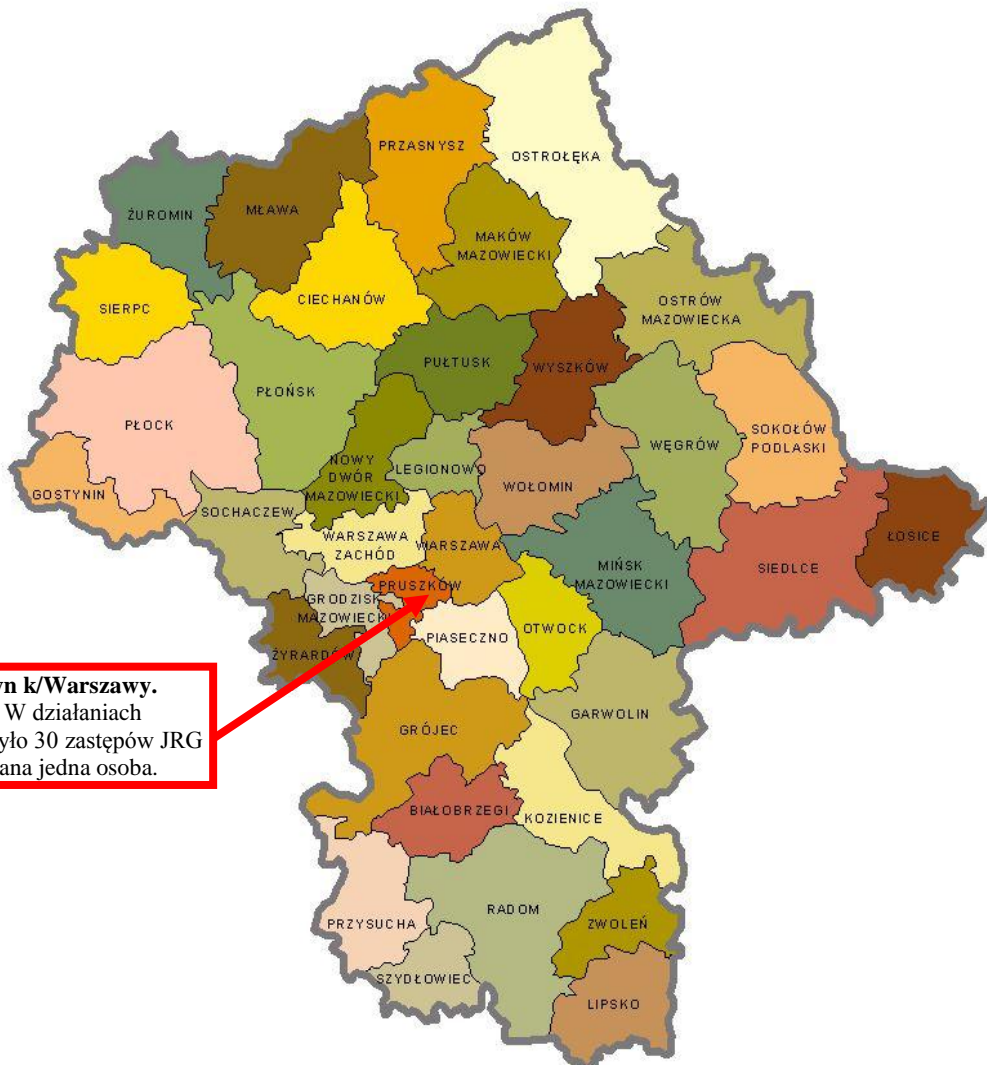 PRZASNYSZ
OSTROŁĘKA
ŻUROMIN
MŁAWA
MAKÓW
MAZOWIECKI
SIERPC
CIECHANÓW
OSTRÓW
MAZOWIECKA
PŁOCK
PŁOŃSK
PUŁTUSK
WYSZKÓW
SOKOŁÓW
PODLASKI
WĘGRÓW
GOSTYNIN
NOWY
DWÓR
MAZOWIECKI
LEGIONOWO
WOŁOMIN
SOCHACZEW
WARSZAWA
ZACHÓD
WARSZAWA
MIŃSK
MAZOWIECKI
SIEDLCE
ŁOSICE
PRUSZKÓW
GRODZISK
MAZOWIECKI
PIASECZNO
OTWOCK
ŻYRARDÓW
GARWOLIN
yn k/Warszawy.
W działaniach
yło 30 zastępów JRG
ana jedna osoba.
GRÓJEC
BIAŁOBRZEGI
KOZIENICE
PRZYSUCHA
RADOM
ZWOLEŃ
SZYDŁOWIEC
LIPSKO